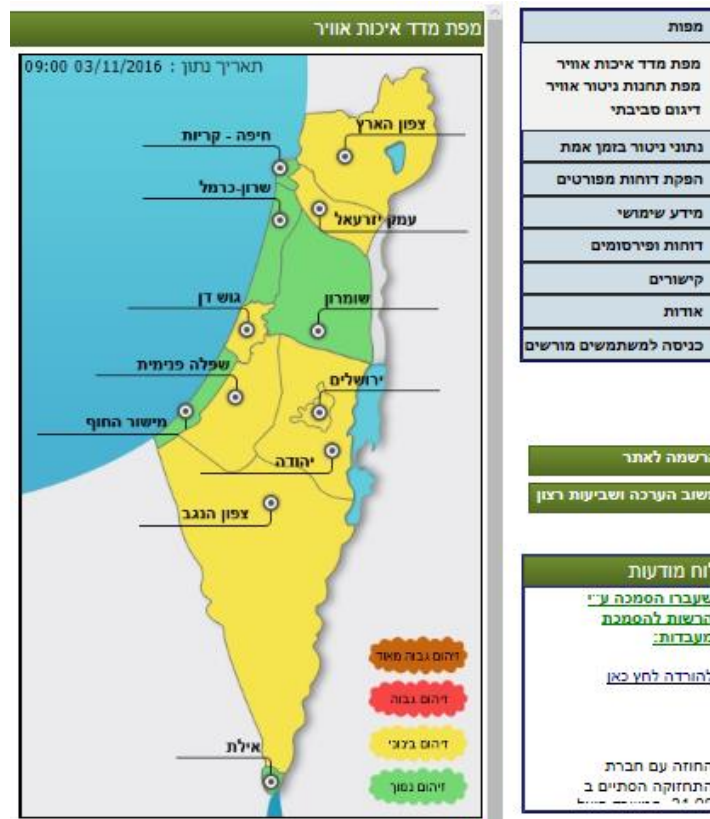 מפת מדד איכות אוויר
תאריך נתון : 03/11/2016 09:00
צפון הארץ
חיפה - קריות
שרון-כרמל
עמק יזרעאל
גוש דן
שומרון
שפלה פנימית
ירושלים
מישור החוף
יהודה
צפון הנגב
זיהום גבוה מאוד
זיהום גבוה
זיהום בינוני
זיהום נמוך
אילת
מפות
מפת מדד איכות אוויר
מפת תחנות ניטור אוויר
דיגום סביבתי
נתוני ניטור בזמן אמת
הפקת דוחות מפורטים
מידע שימושי
דוחות ופירסומים
קישורים
אודות
כניסה למשתמשים מורשים
הרשמה לאתר
משוב הערכה ושביעות רצון
לוח מודעות
שעברו הסמכה ע"י
הרשות להסמכת
מעבדות:
להורדה לחץ כאן
החוזה עם חברת
התחזוקה הסתיים ב